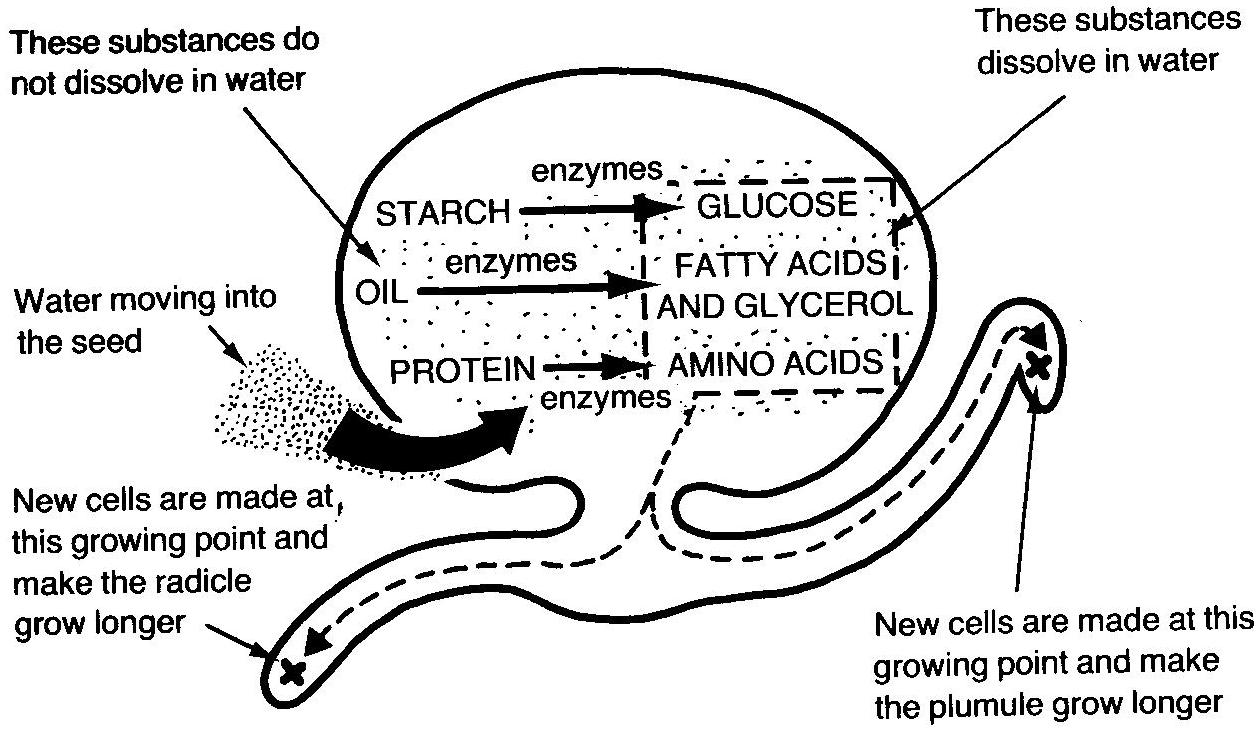 These substances do
not dissolve in water
These substances
dissolve in water
enzymes
STARCH
GLUCOSE
enzymes
OIL
FATTY ACIDS
AND GLYCEROL
PROTEIN
AMINO ACIDS
enzymes
Water moving into
the seed
New cells are made at
this growing point and
make the radicle
grow longer
New cells are made at this
growing point and make
the plumule grow longer